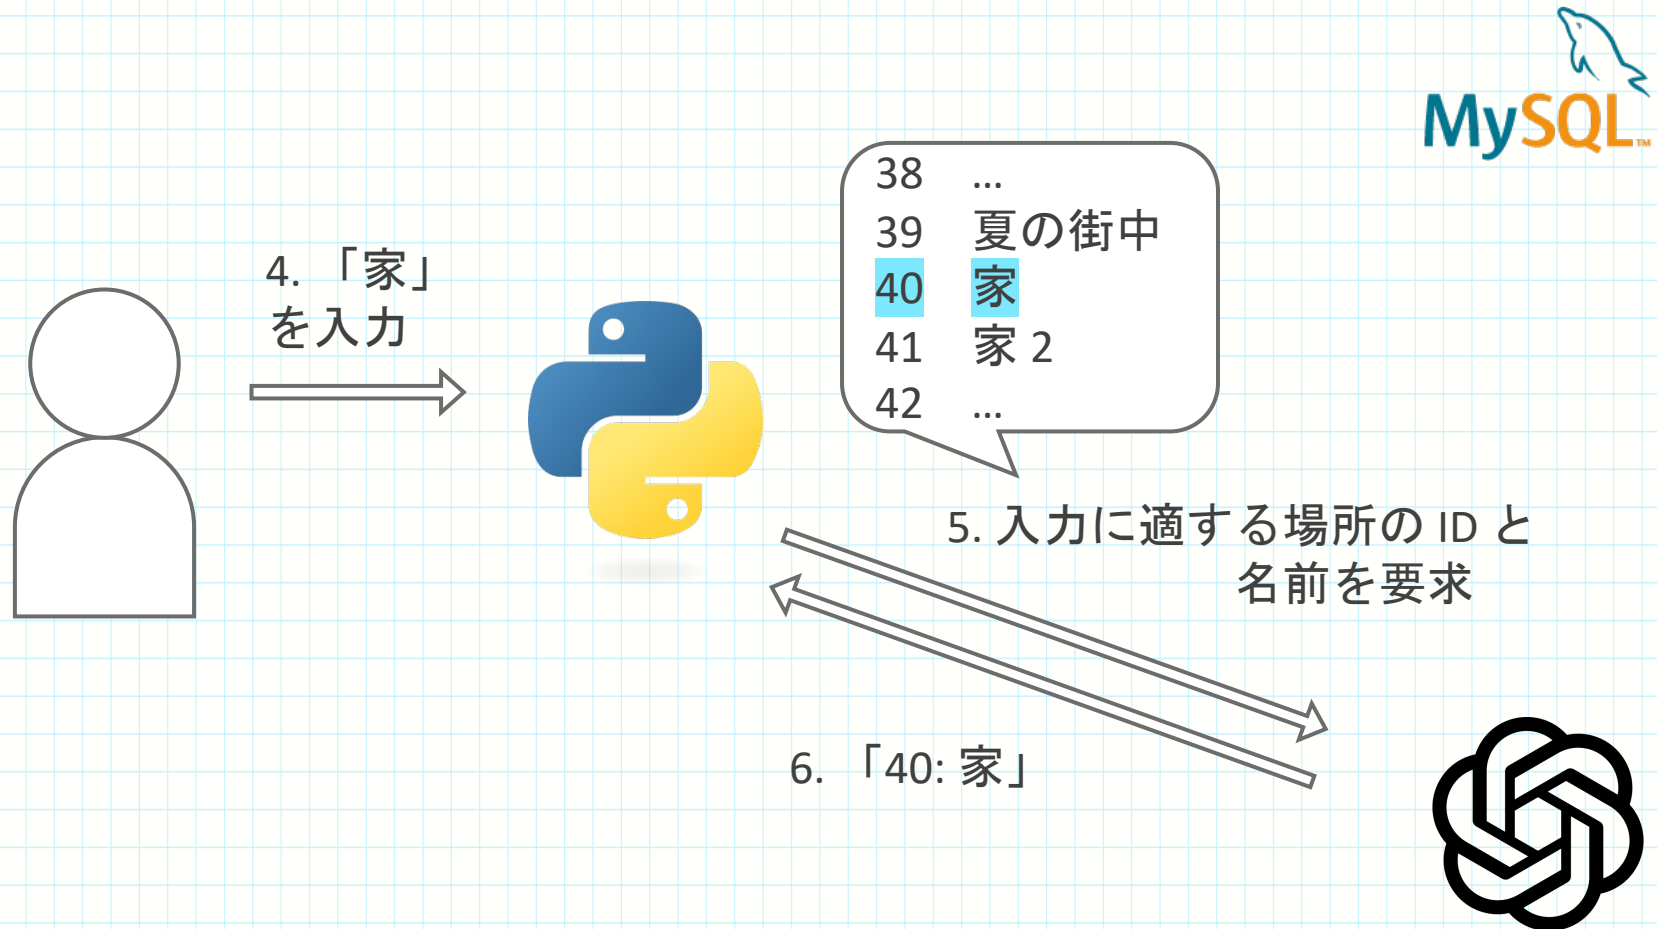 MySQL™
38 ...
39 夏の街中
40 家
41 家 2
42 ...
4. 「家」
を入力
5. 入力に適する場所の ID と
名前を要求
6. 「40: 家」